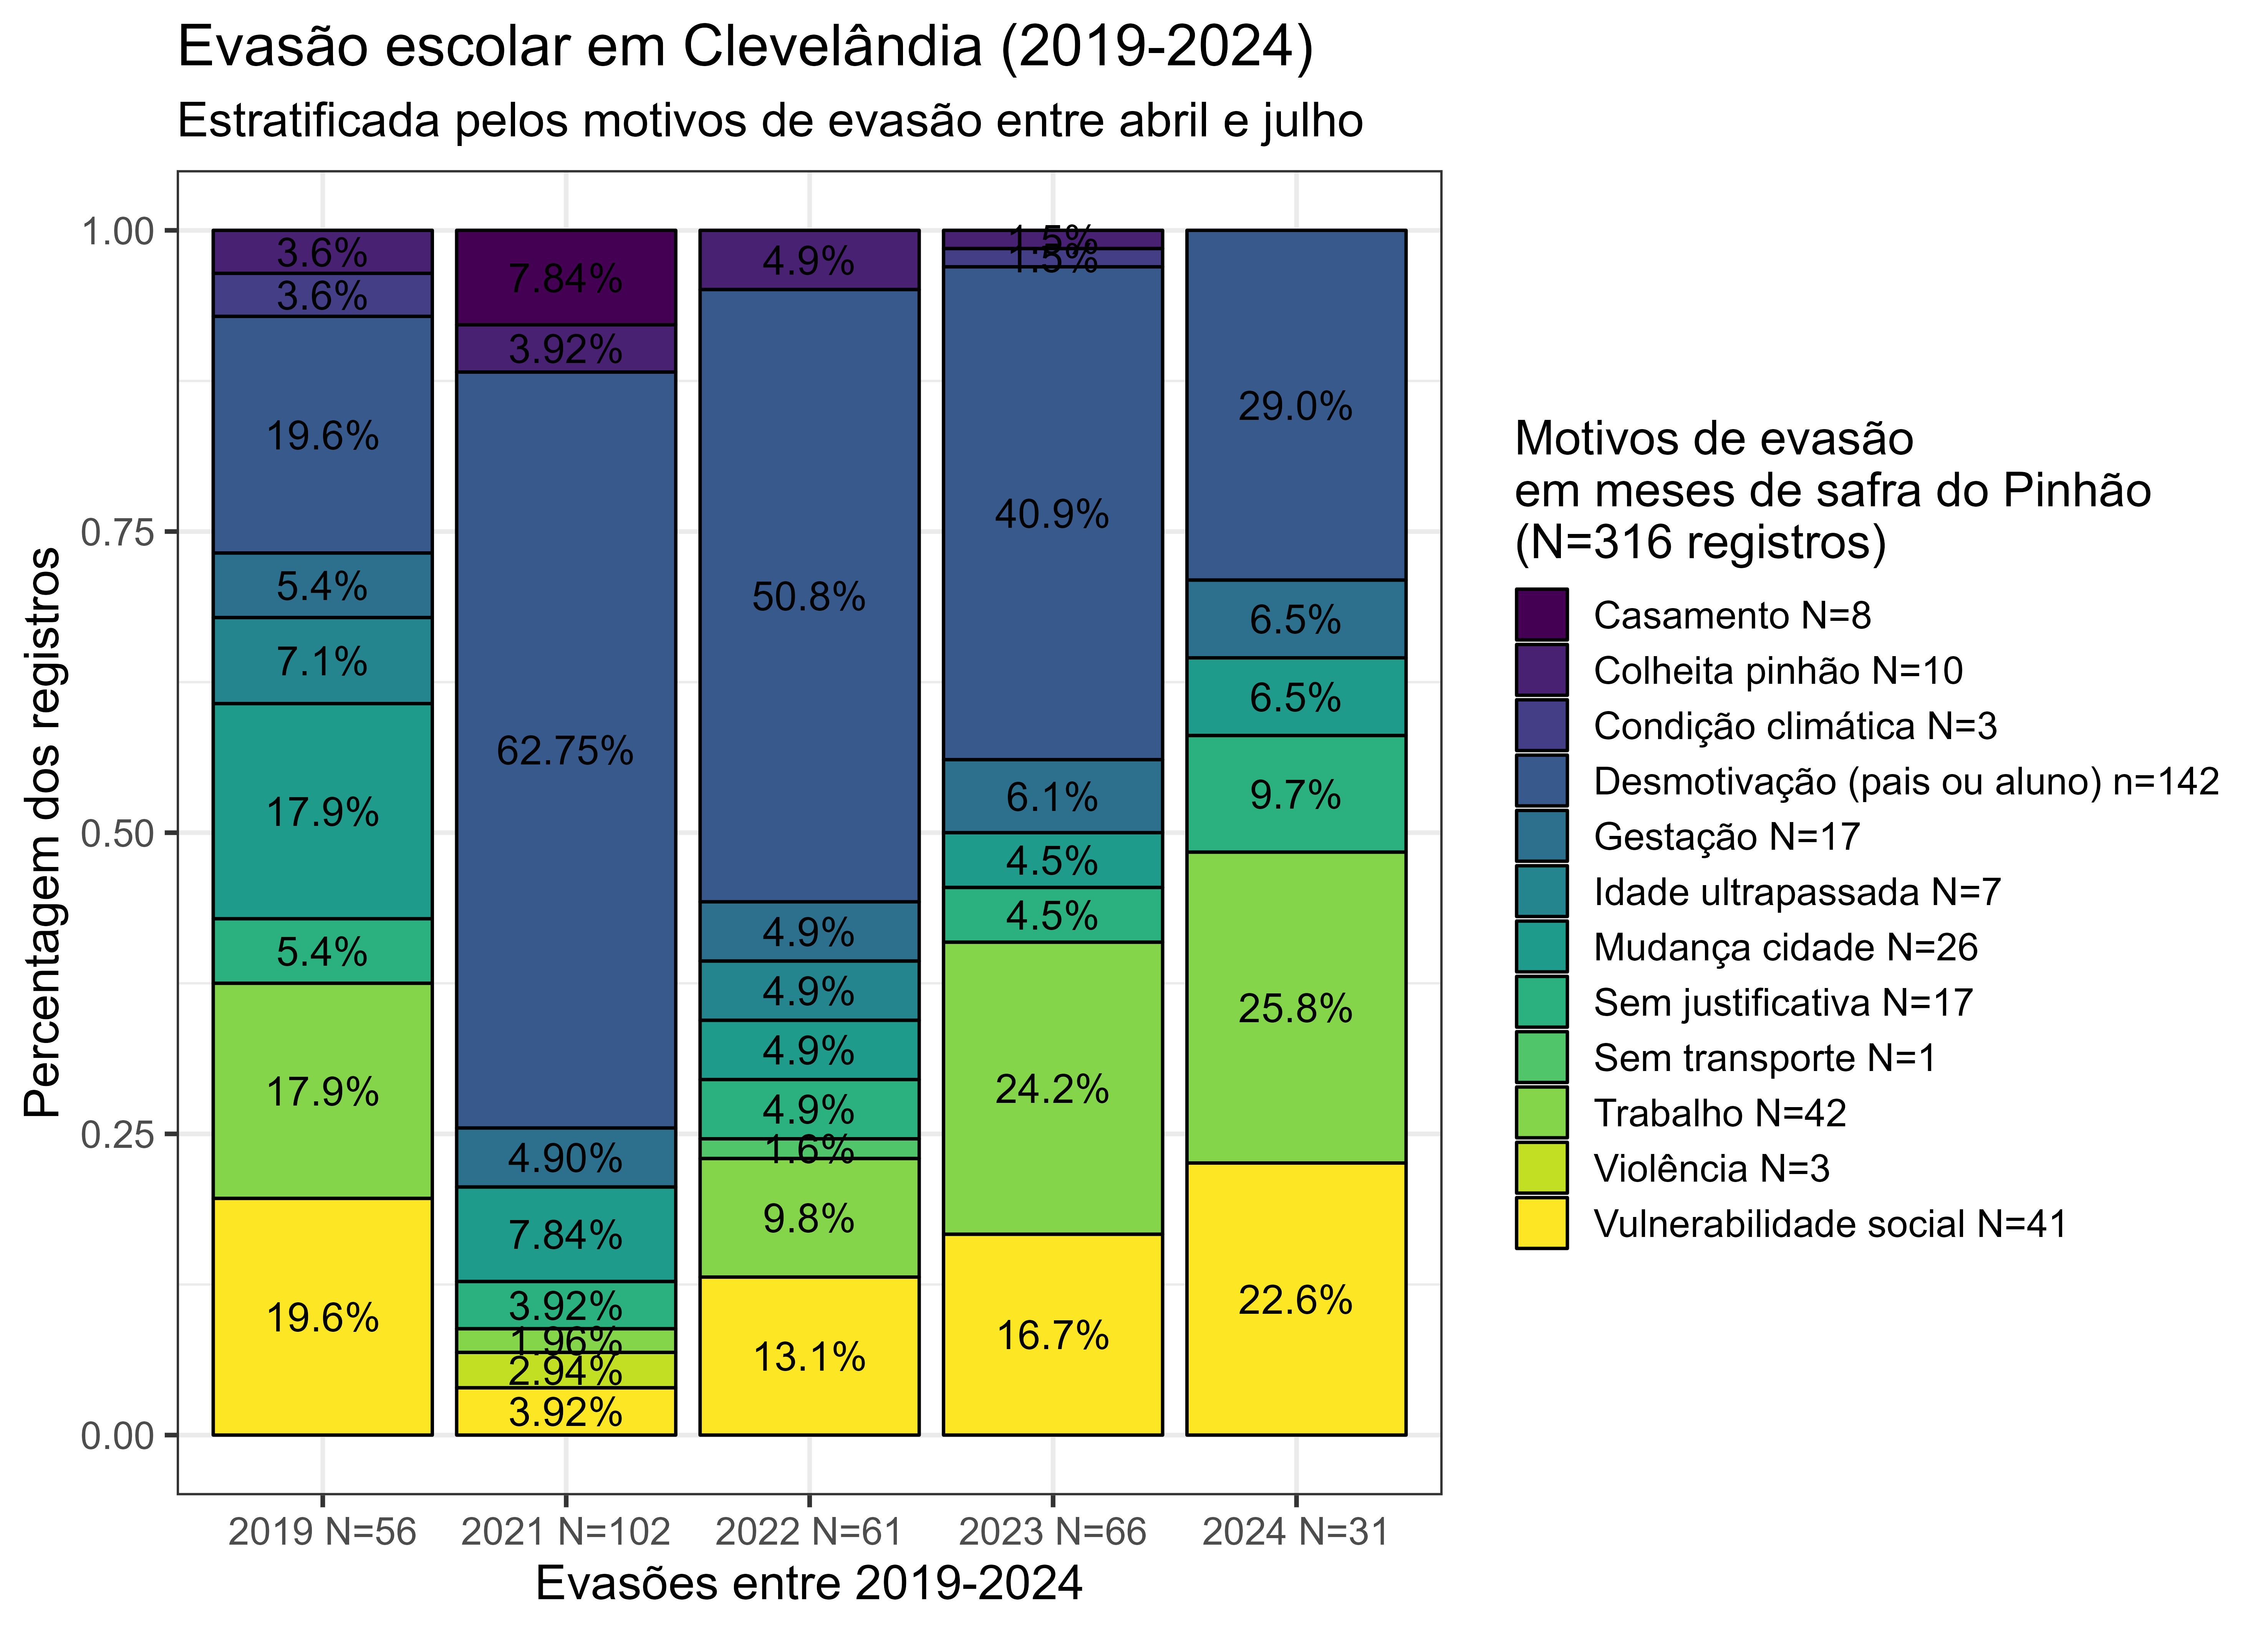 Evasão escolar em Clevelândia (2019-2024)
Estratificada pelos motivos de evasão entre abril e julho
Percentagem dos registros
1.00
0.75
0.50
0.25
0.00
3.6%
3.6%
19.6%
5.4%
7.1%
17.9%
5.4%
17.9%
19.6%
7.84%
3.92%
62.75%
4.90%
7.84%
3.92%
1.96%
2.94%
3.92%
4.9%
50.8%
4.9%
4.9%
4.9%
4.9%
1.6%
9.8%
13.1%
1.5%
1.5%
40.9%
6.1%
4.5%
4.5%
24.2%
16.7%
29.0%
6.5%
6.5%
9.7%
25.8%
22.6%
2019 N=56
2021 N=102
2022 N=61
2023 N=66
2024 N=31
Evasões entre 2019-2024
Motivos de evasão
em meses de safra do Pinhão
(N=316 registros)
Casamento N=8
Colheita pinhão N=10
Condição climática N=3
Desmotivação (pais ou aluno) n=142
Gestação N=17
Idade ultrapassada N=7
Mudança cidade N=26
Sem justificativa N=17
Sem transporte N=1
Trabalho N=42
Violência N=3
Vulnerabilidade social N=41